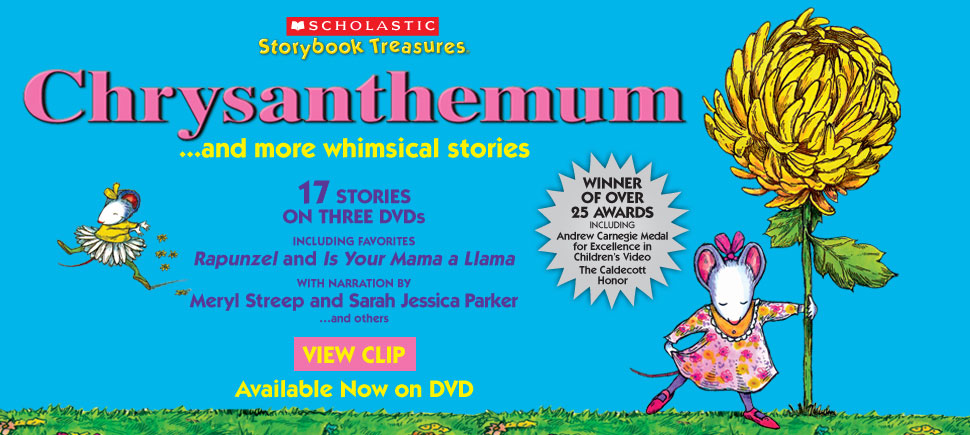 SCHOLASTIC
Storybook Treasures
Chrysanthemum
...and more whimsical stories
17 STORIES
ON THREE DVDs
INCLUDING FAVORITES
Rapunzel and Is Your Mama a Llama
WITH NARRATION BY
Meryl Streep and Sarah Jessica Parker
...and others
VIEW CLIP
Available Now on DVD
WINNER
OF OVER
25 AWARDS
INCLUDING
Andrew Carnegie Medal
for Excellence in
Children's Video
The Caldecott
Honor